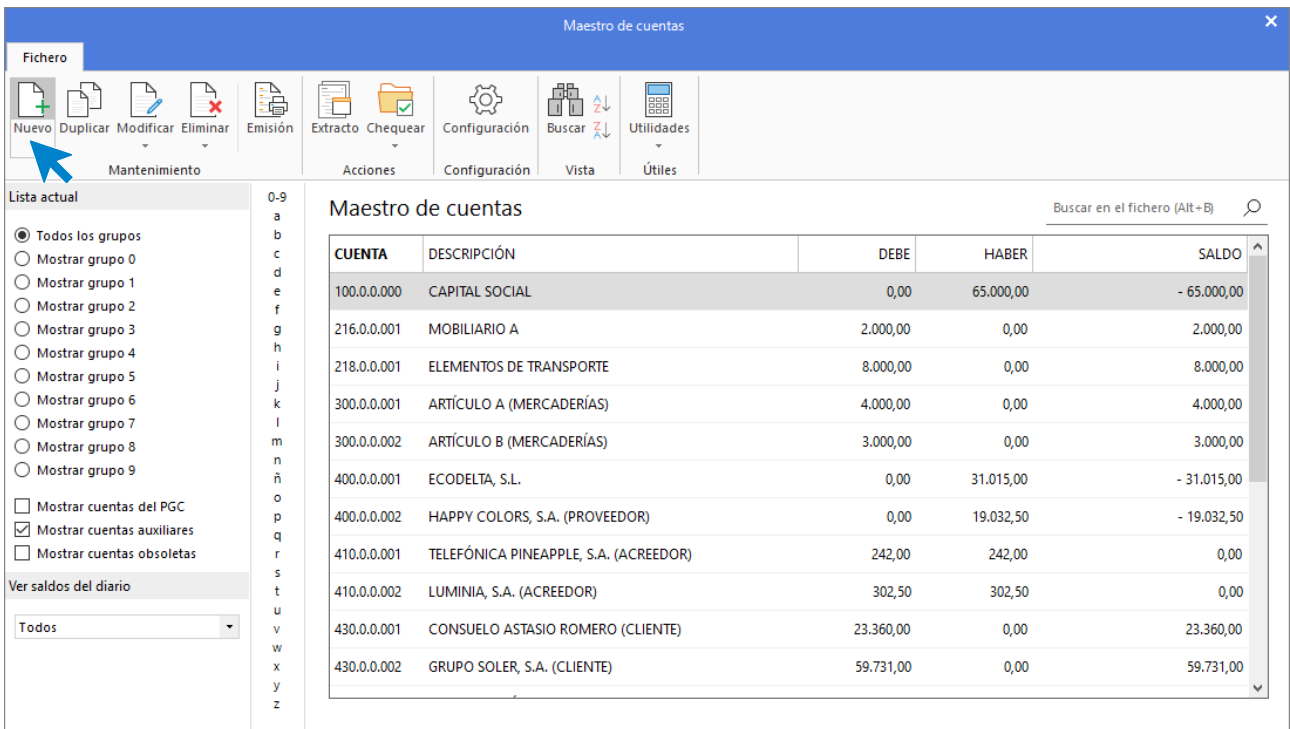 Maestro de cuentas
Fichero
Nuevo Duplicar Modificar Eliminar Emisión Extracto Chequear Configuración Buscar Utilidades
Mantenimiento Acciones Configuración Vista Útiles
Lista actual
Todos los grupos
Mostrar grupo 0
Mostrar grupo 1
Mostrar grupo 2
Mostrar grupo 3
Mostrar grupo 4
Mostrar grupo 5
Mostrar grupo 6
Mostrar grupo 7
Mostrar grupo 8
Mostrar grupo 9
Mostrar cuentas del PGC
Mostrar cuentas auxiliares
Mostrar cuentas obsoletas
Ver saldos del diario
Todos
0-9
a
b
c
d
e
f
g
h
i
j
k
l
m
n
ñ
o
p
q
r
s
t
u
v
w
x
y
z
Maestro de cuentas
Buscar en el fichero (Alt+B)
CUENTA DESCRIPCIÓN DEBE HABER SALDO
100.0.0.000 CAPITAL SOCIAL 0,00 65.000,00 - 65.000,00
216.0.0.001 MOBILIARIO A 2.000,00 0,00 2.000,00
218.0.0.001 ELEMENTOS DE TRANSPORTE 8.000,00 0,00 8.000,00
300.0.0.001 ARTÍCULO A (MERCADERÍAS) 4.000,00 0,00 4.000,00
300.0.0.002 ARTÍCULO B (MERCADERÍAS) 3.000,00 0,00 3.000,00
400.0.0.001 ECODELTA, S.L. 0,00 31.015,00 - 31.015,00
400.0.0.002 HAPPY COLORS, S.A. (PROVEEDOR) 0,00 19.032,50 - 19.032,50
410.0.0.001 TELEFÓNICA PINEAPPLE, S.A. (ACREEDOR) 242,00 242,00 0,00
410.0.0.002 LUMINIA, S.A. (ACREEDOR) 302,50 302,50 0,00
430.0.0.001 CONSUELO ASTASIO ROMERO (CLIENTE) 23.360,00 0,00 23.360,00
430.0.0.002 GRUPO SOLER, S.A. (CLIENTE) 59.731,00 0,00 59.731,00